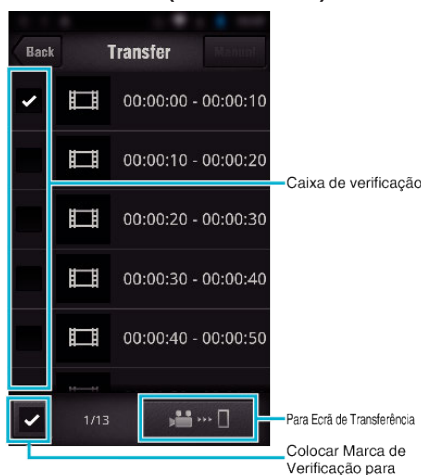 Back Transfer Manual
00:00:00 - 00:00:10
00:00:10 - 00:00:20
Caixa de verificação
00:00:20 - 00:00:30
00:00:30 - 00:00:40
00:00:40 - 00:00:50
1/13
Para Ecrã de Transferência
Colocar Marca de
Verificação para